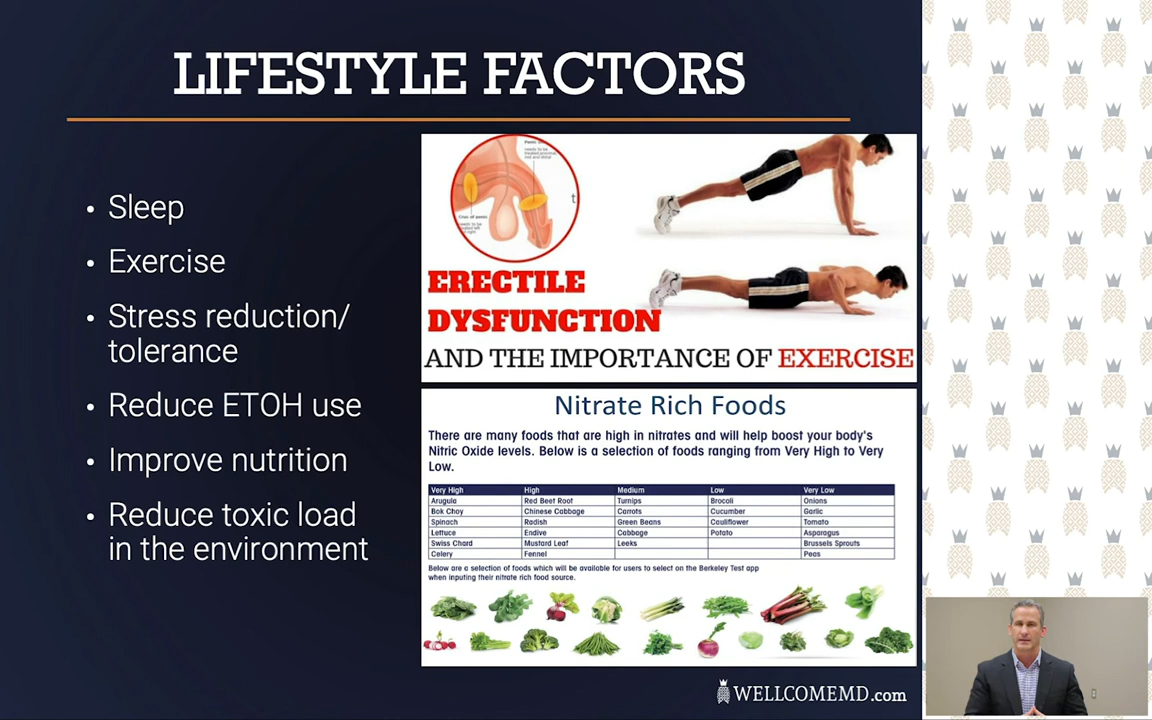 LIFESTYLE FACTORS
• Sleep
• Exercise
• Stress reduction/
tolerance
• Reduce ETOH use
• Improve nutrition
• Reduce toxic load
in the environment
t
ERECTILE
DYSFUNCTION
AND THE IMPORTANCE OF EXERCISE
Nitrate Rich Foods
There are many foods that are high in nitrates and will help boost your body's
Nitric Oxide levels. Below is a selection of foods ranging from Very High to Very
Low.
Very High High Medium Low Very Low
Arugula Red Beet Root Turnips Brocoli Onions
Bok Choy Chinese Cabbage Carrots Cucumber Garlic
Spinach Radish Green Beans Cauliflower Tomato
Lettuce Endive Cabbage Potato Asparagus
Swiss Chard Mustard Leaf Leeks Brussels Sprouts
Celery Fennel Peas
Below are a selection of foods which will be available for users to select on the Berkeley Test app
when inputing their nitrate rich food source.
WELLCOMEMD.com